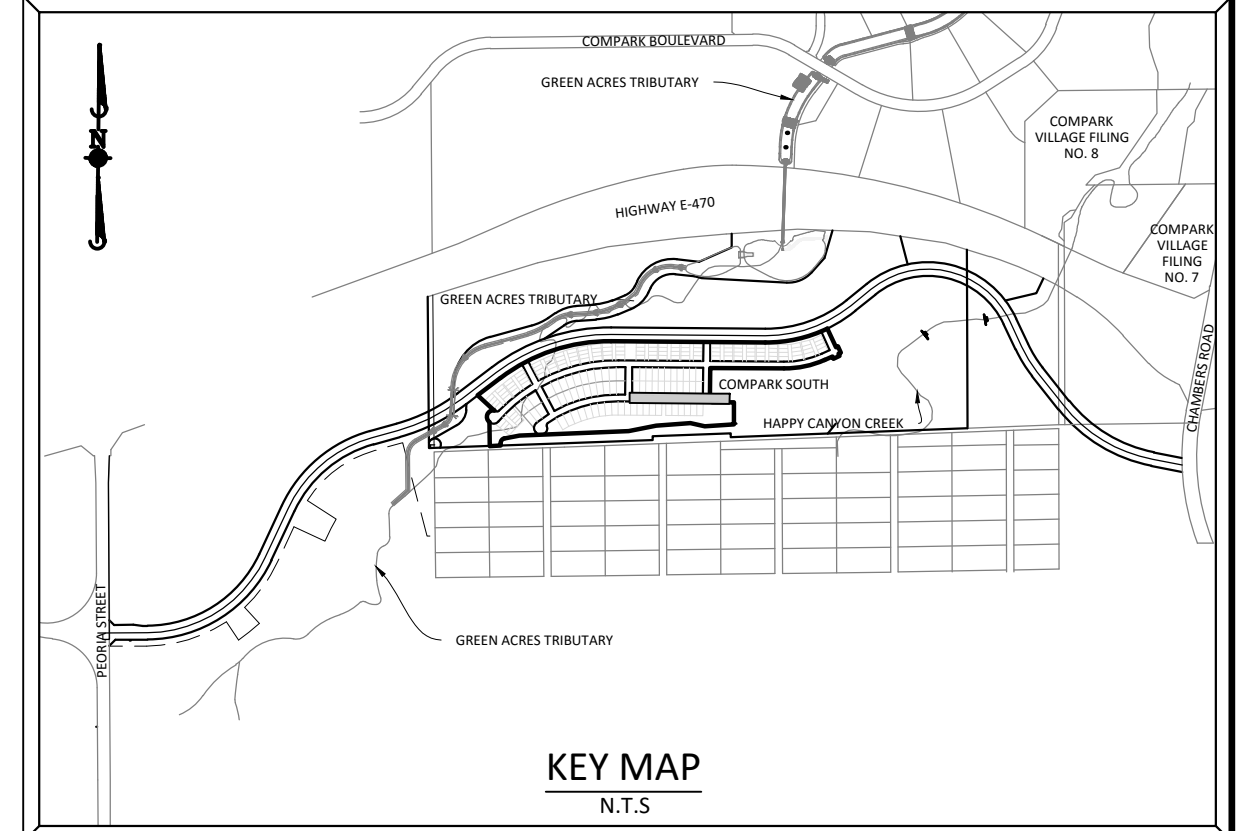 COMPARK BOULEVARD
GREEN ACRES TRIBUTARY
N
COMPARK
VILLAGE FILING
NO. 8
HIGHWAY E-470
COMPARK
VILLAGE
FILING
NO. 7
GREEN ACRES TRIBUTARY
CHAMBERS ROAD
COMPARK SOUTH
HAPPY CANYON CREEK
PEORIA STREET
GREEN ACRES TRIBUTARY
KEY MAP
N.T.S